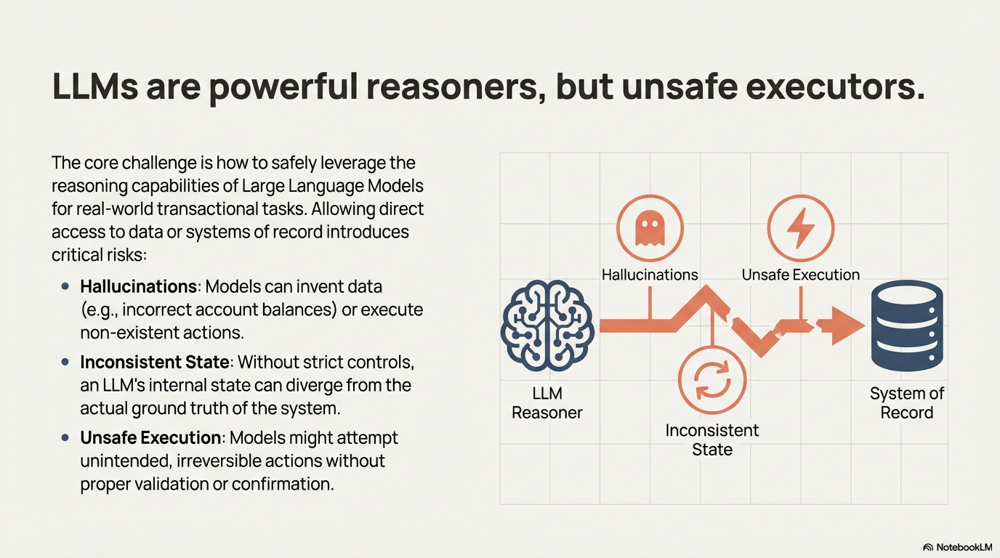 LLMs are powerful reasoners, but unsafe executors.
The core challenge is how to safely leverage the
reasoning capabilities of Large Language Models
for real-world transactional tasks. Allowing direct
access to data or systems of record introduces
critical risks:
• Hallucinations: Models can invent data
(e.g., incorrect account balances) or execute
non-existent actions.
• Inconsistent State: Without strict controls,
an LLM's internal state can diverge from the
actual ground truth of the system.
• Unsafe Execution: Models might attempt
unintended, irreversible actions without
proper validation or confirmation.
Hallucinations
Unsafe Execution
LLM
Reasoner
Inconsistent
State
System of
Record
NotebookLM